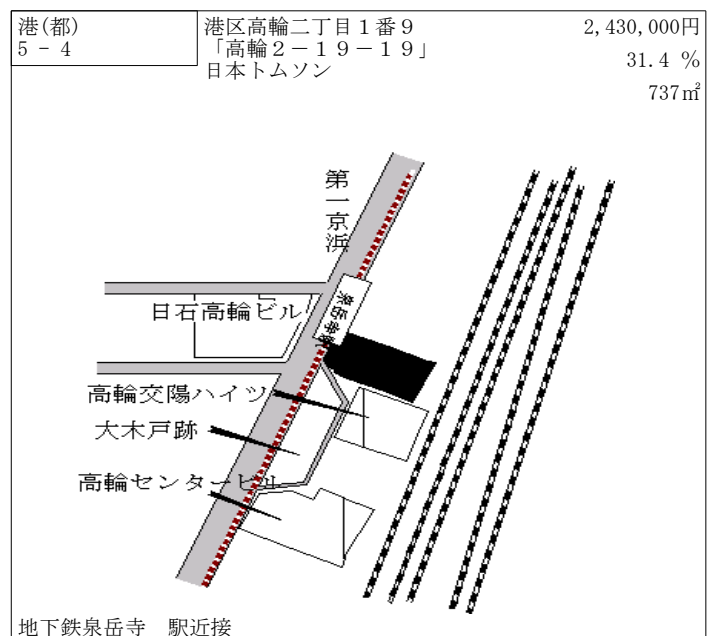 港(都)
5 - 4
港区高輪二丁目1番9
「高輪2-19-19」
日本トムソン
2,430,000円
31.4 %
737㎡
第一京浜
泉岳寺駅
日石高輪ビル
高輪交陽ハイツ
大木戸跡
高輪センタービル
地下鉄泉岳寺 駅近接